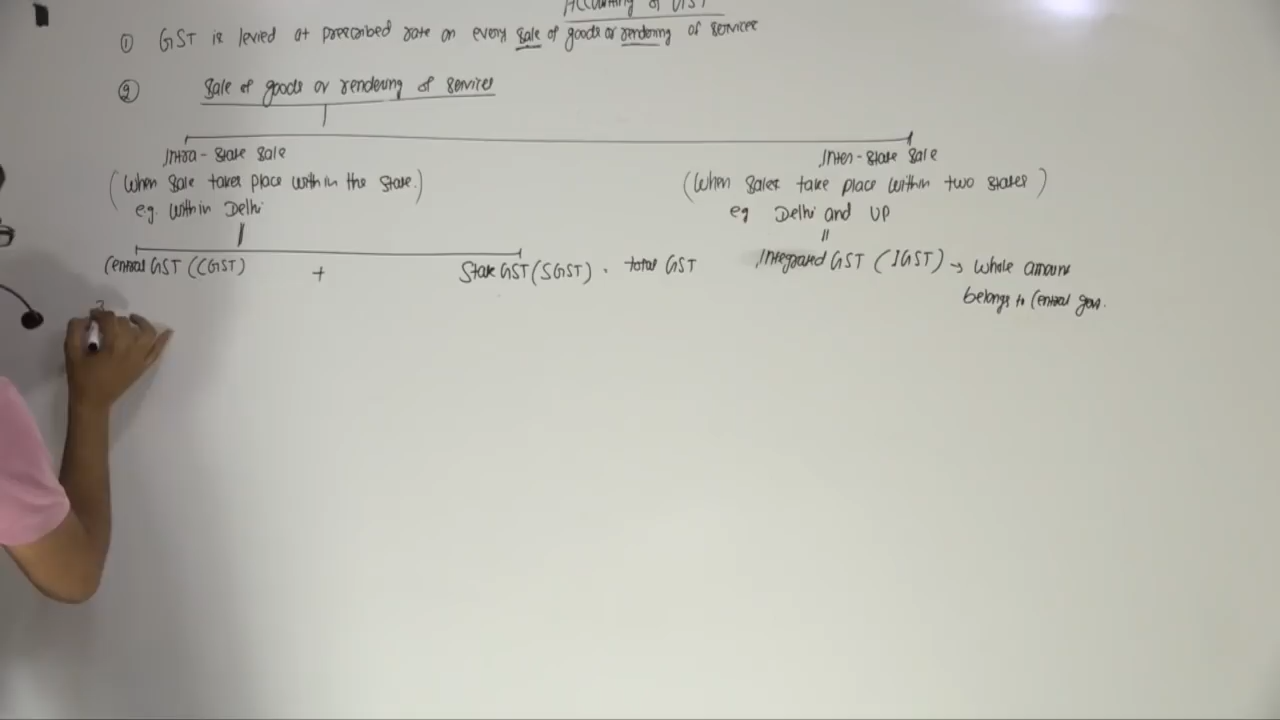 Accounting of GST
① GST is levied at prescribed rate on every sale of goods or rendering of services
② Sale of goods or rendering of services
Intra-State Sale
(When sale takes place within the State.)
e.g. within Delhi
Central GST (CGST) + State GST (SGST) = total GST
Inter-State Sale
(When sales take place within two states)
eg Delhi and UP
Integrated GST (IGST) → Whole amount
belongs to Central govt.